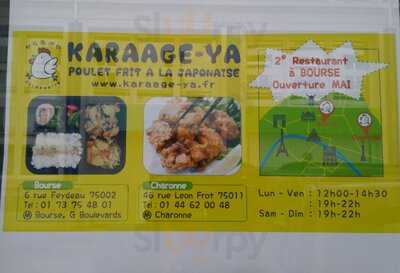 KARAAGE-YA
POULET FRIT A LA JAPONAISE
www.karaage-ya.fr
2e Restaurant
à BOURSE
Ouverture MAI
Bourse
6 rue Feydeau 75002
Tel : 01 73 75 48 01
M Bourse, G Boulevards
Charonne
46 rue Leon Frot 75011
Tel : 01 44 62 00 48
M Charonne
Lun - Ven : 12h00-14h30
: 19h-22h
Sam - Dim : 19h-22h